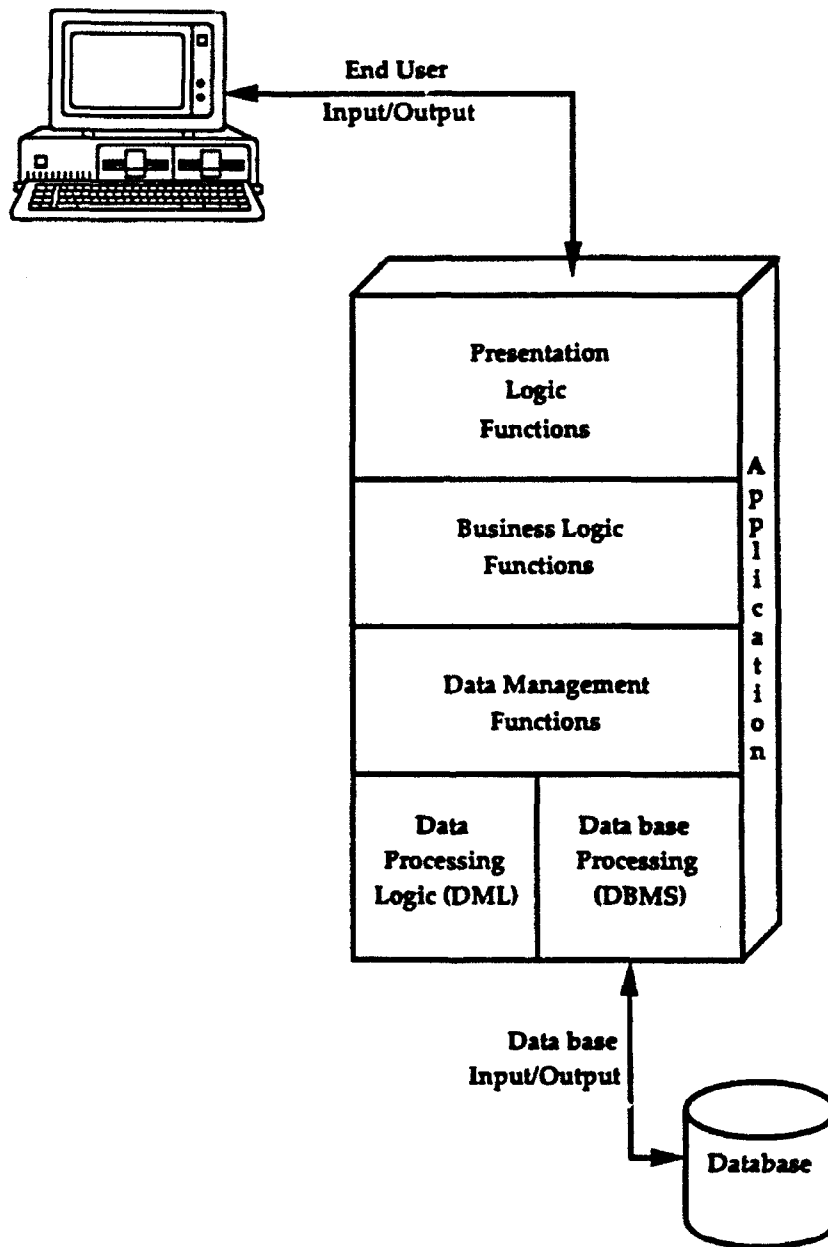 End User
Input/Output
Presentation
Logic
Functions
Business Logic
Functions
Data Management
Functions
Data
Processing
Logic (DML)
Data base
Processing
(DBMS)
Application
Data base
Input/Output
Database